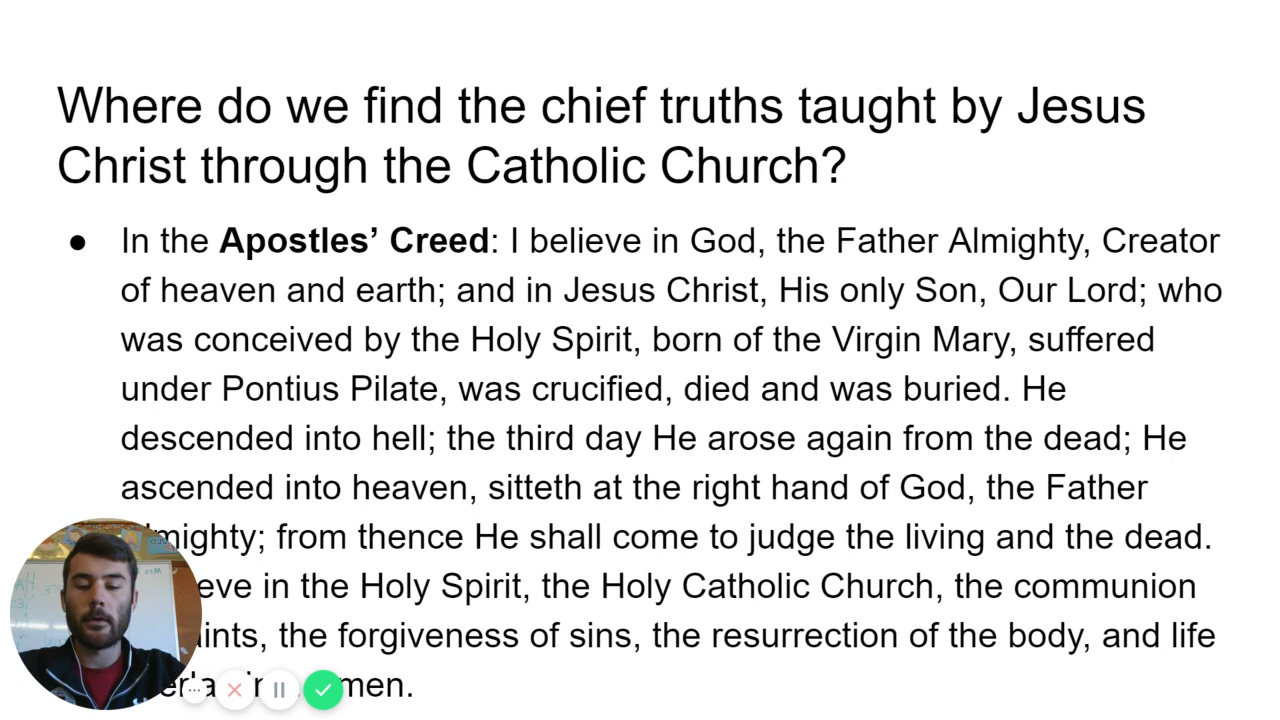 Where do we find the chief truths taught by Jesus
Christ through the Catholic Church?
● In the Apostles’ Creed: I believe in God, the Father Almighty, Creator
of heaven and earth; and in Jesus Christ, His only Son, Our Lord; who
was conceived by the Holy Spirit, born of the Virgin Mary, suffered
under Pontius Pilate, was crucified, died and was buried. He
descended into hell; the third day He arose again from the dead; He
ascended into heaven, sitteth at the right hand of God, the Father
mighty; from thence He shall come to judge the living and the dead.
eve in the Holy Spirit, the Holy Catholic Church, the communion
aints, the forgiveness of sins, the resurrection of the body, and life
men.